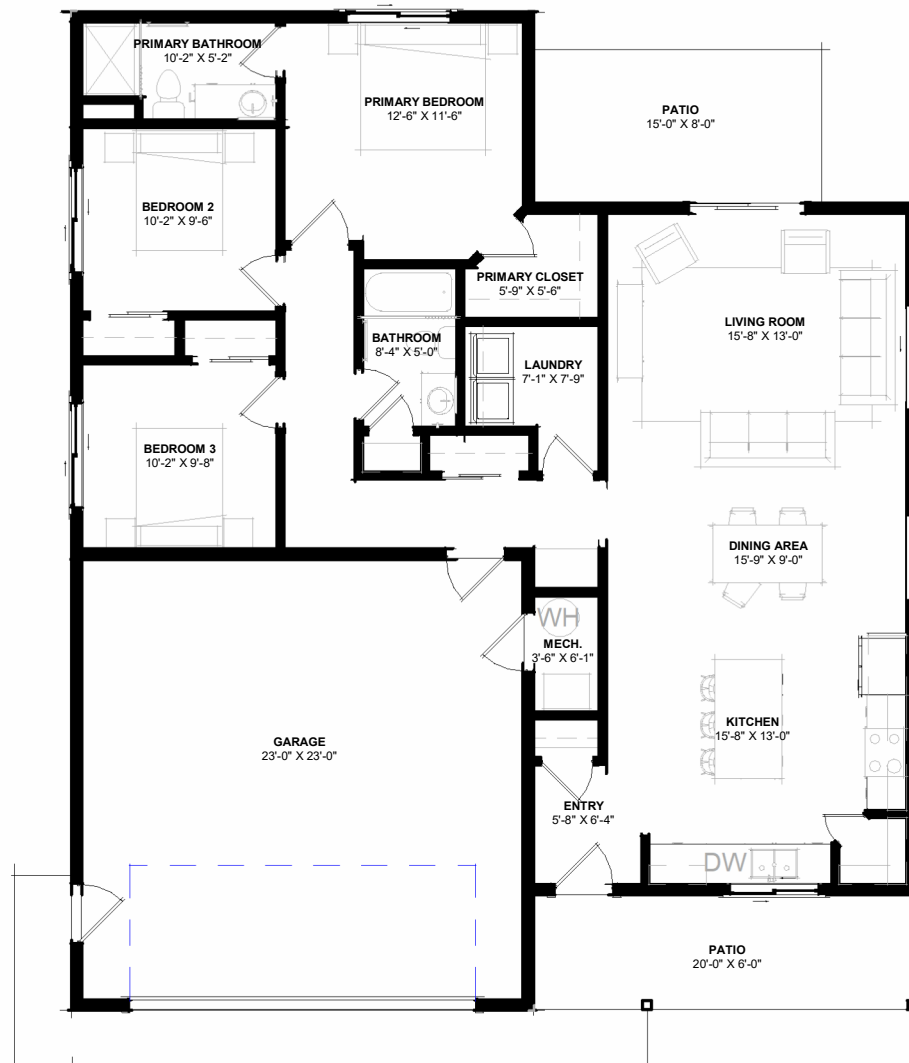 PRIMARY BATHROOM
10'-2" X 5'-2"
PRIMARY BEDROOM
12'-6" X 11'-6"
PATIO
15'-0" X 8'-0"
BEDROOM 2
10'-2" X 9'-6"
PRIMARY CLOSET
5'-9" X 5'-6"
LIVING ROOM
15'-8" X 13'-0"
BATHROOM
8'-4" X 5'-0"
LAUNDRY
7'-1" X 7'-9"
BEDROOM 3
10'-2" X 9'-8"
DINING AREA
15'-9" X 9'-0"
WH
MECH.
3'-6" X 6'-1"
KITCHEN
15'-8" X 13'-0"
GARAGE
23'-0" X 23'-0"
ENTRY
5'-8" X 6'-4"
DW
PATIO
20'-0" X 6'-0"